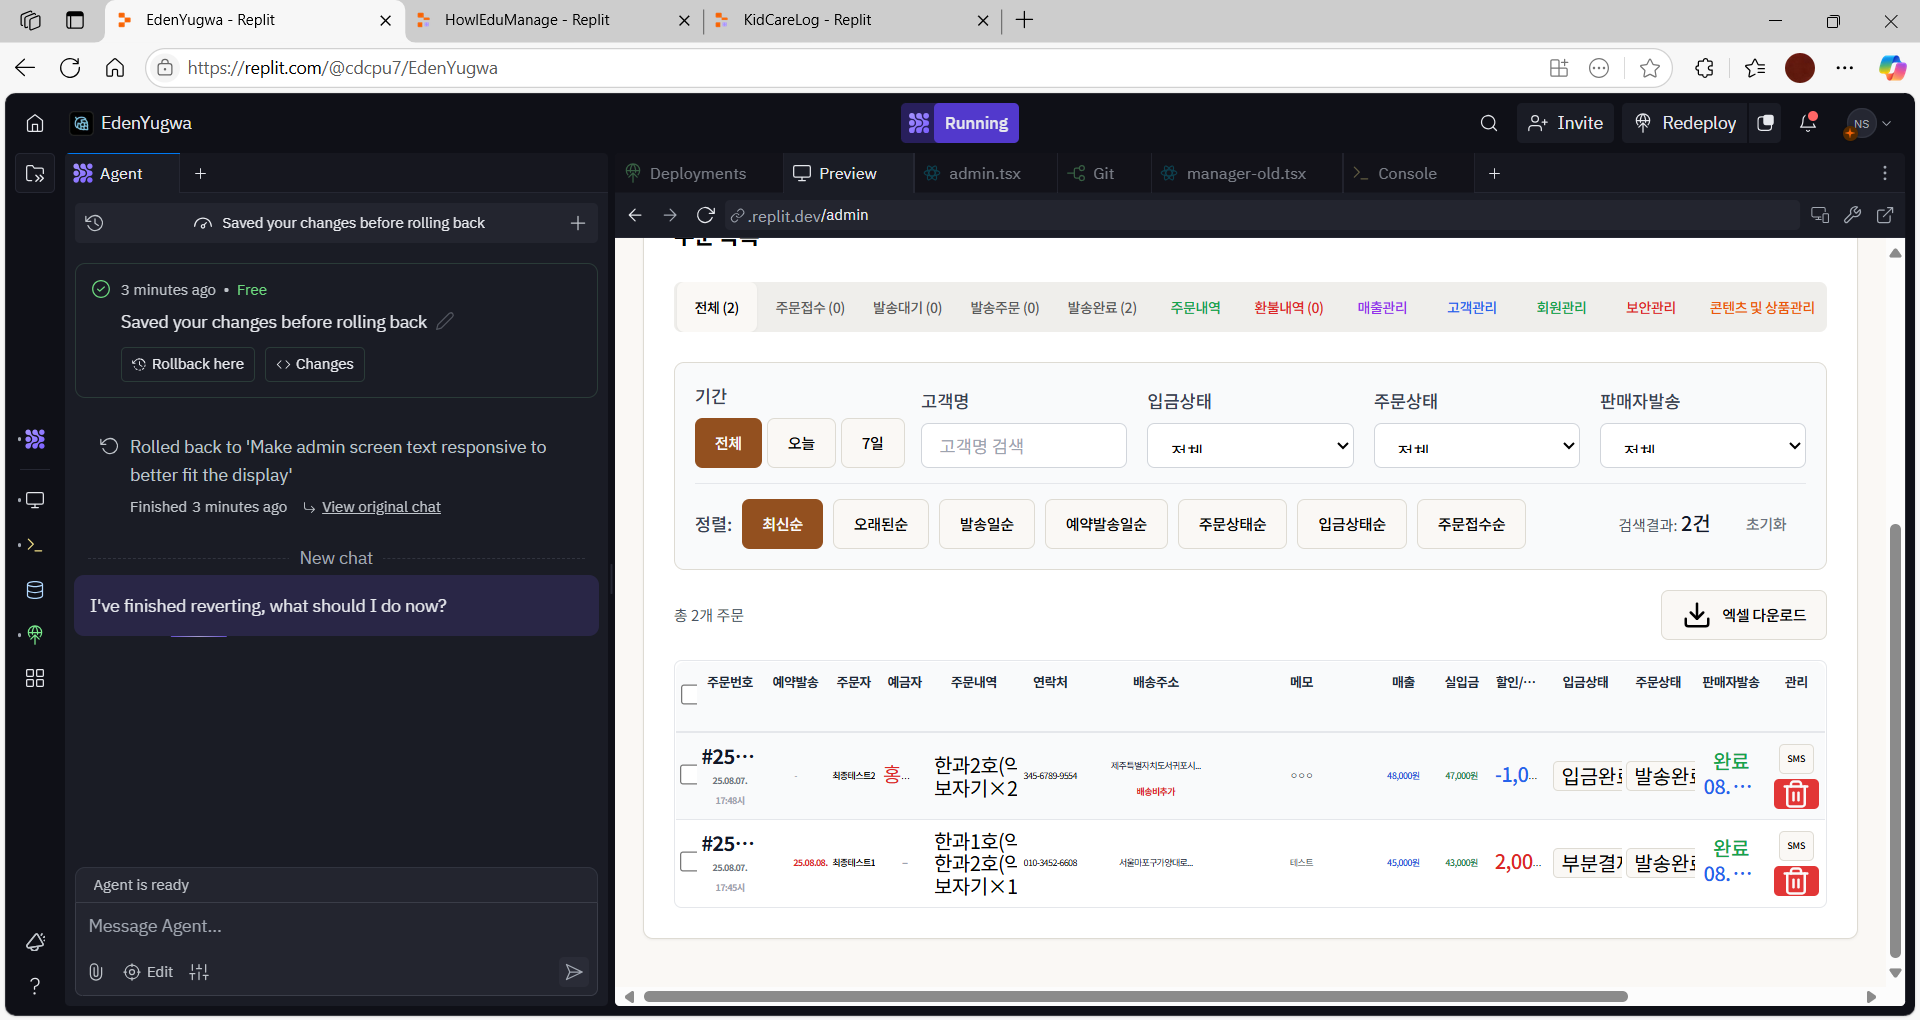 EdenYugwa - Replit
HowlEduManage - Replit
KidCareLog - Replit
https://replit.com/@cdcpu7/EdenYugwa
EdenYugwa
Running
Invite
Redeploy
NS
Agent
Deployments
Preview
admin.tsx
Git
manager-old.tsx
Console
Saved your changes before rolling back
.replit.dev/admin
3 minutes ago • Free
Saved your changes before rolling back
Rollback here
<> Changes
Rolled back to 'Make admin screen text responsive to
better fit the display'
Finished 3 minutes ago
View original chat
New chat
I've finished reverting, what should I do now?
Agent is ready
Message Agent...
Edit
전체 (2)
주문접수 (0)
발송대기 (0)
발송주문 (0)
발송완료 (2)
주문내역
환불내역 (0)
매출관리
고객관리
회원관리
보안관리
콘텐츠 및 상품관리
기간
고객명
입금상태
주문상태
판매자발송
전체
오늘
7일
고객명 검색
전체
전체
전체
정렬:
최신순
오래된순
발송일순
예약발송일순
주문상태순
입금상태순
주문접수순
검색결과: 2건
초기화
총 2개 주문
엑셀 다운로드
주문번호 예약발송 주문자 예금자 주문내역 연락처 배송주소 메모 매출 실입금 할인/... 입금상태 주문상태 판매자발송 관리
#25...
25.08.07.
17:48시
-
최종테스트2
홍...
한과2호(
보자기×2
345-6789-9554
제주특별자치도서귀포시...
배송비추가
○○○
48,000원
47,000원
-1,0...
입금완료
발송완료
완료
08. ...
SMS
#25...
25.08.07.
17:45시
25.08.08.
최종테스트1
–
한과1호(
한과2호(
보자기×1
010-3452-6608
서울마포구가양대로...
테스트
45,000원
43,000원
2,00...
부분결제
발송완료
완료
08. ...
SMS